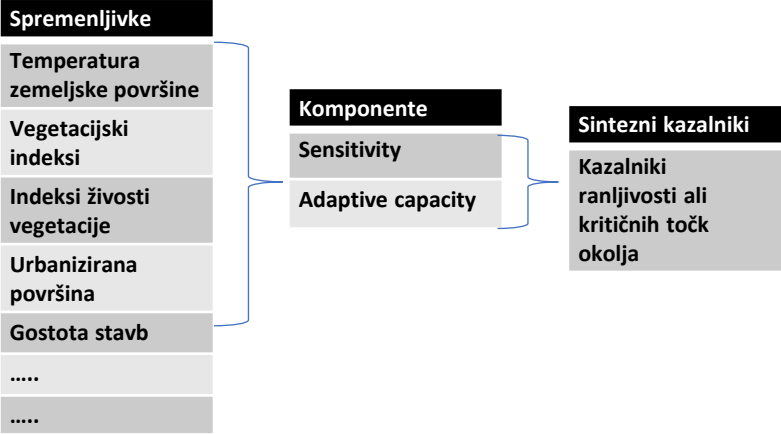 Spremenljivke
Temperatura
zemeljske površine
Vegetacijski
indeksi
Indeksi živosti
vegetacije
Urbanizirana
površina
Gostota stavb
…..
…..
Komponente
Sensitivity
Adaptive capacity
Sintezni kazalniki
Kazalniki
ranljivosti ali
kritičnih točk
okolja